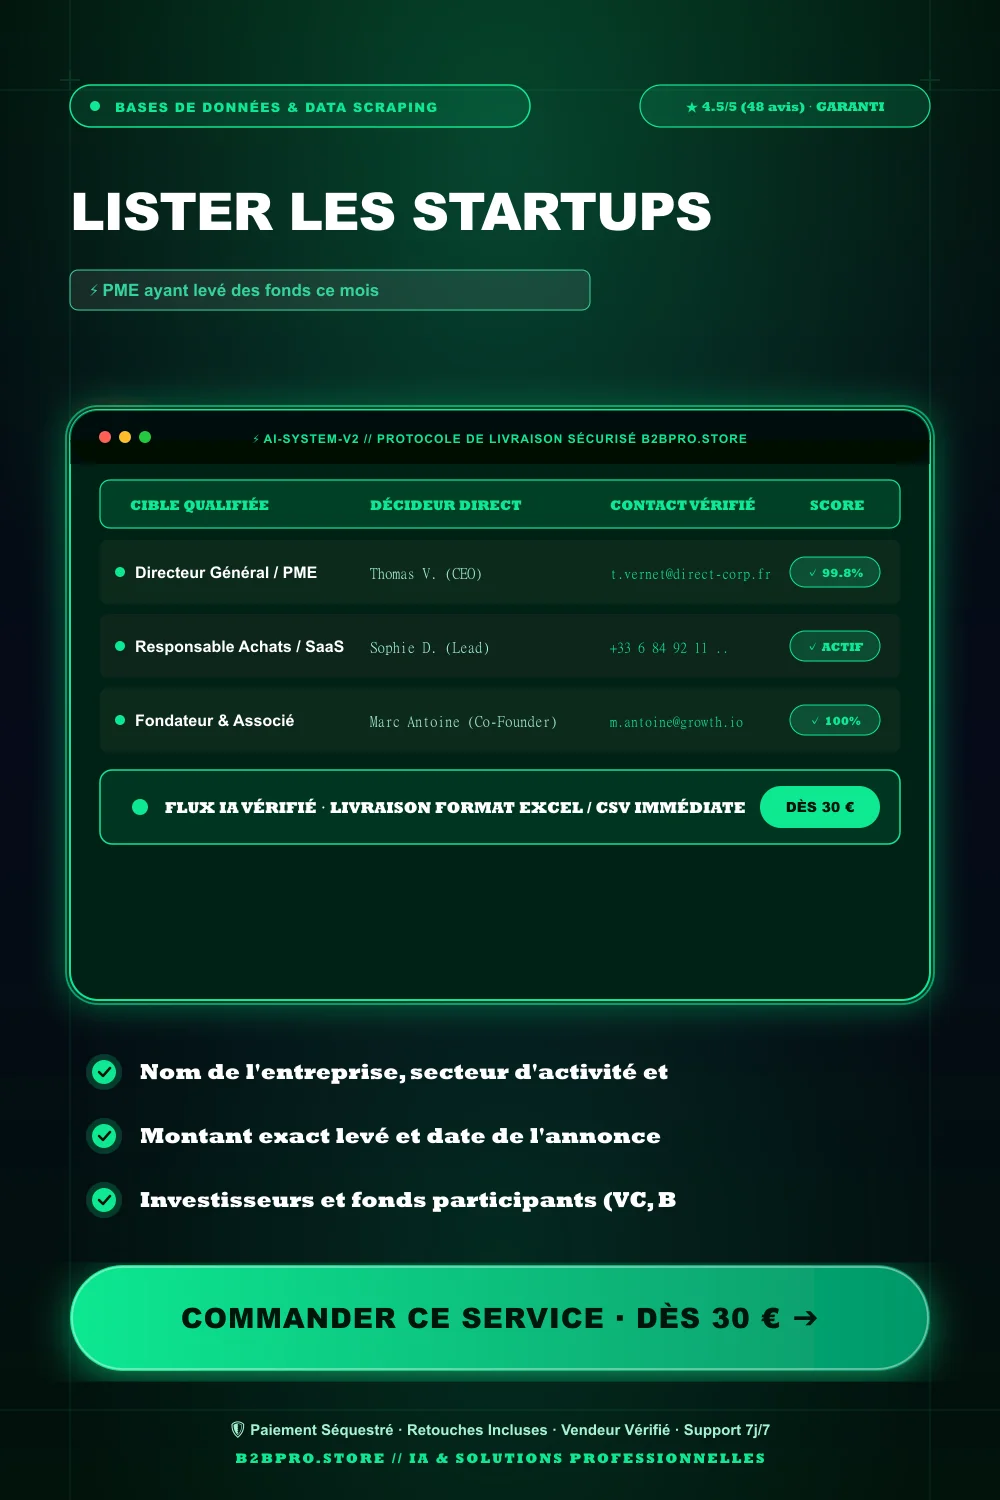 BASES DE DONNÉES & DATA SCRAPING
★ 4.5/5 (48 avis) · GARANTI
LISTER LES STARTUPS
⚡ PME ayant levé des fonds ce mois
⚡ AI-SYSTEM-V2 // PROTOCOLE DE LIVRAISON SÉCURISÉ B2BPRO.STORE
CIBLE QUALIFIÉE DÉCIDEUR DIRECT CONTACT VÉRIFIÉ SCORE
Directeur Général / PME Thomas V. (CEO) t.vernet@direct-corp.fr ✓ 99.8%
Responsable Achats / SaaS Sophie D. (Lead) +33 6 84 92 11 .. ✓ ACTIF
Fondateur & Associé Marc Antoine (Co-Founder) m.antoine@growth.io ✓ 100%
FLUX IA VÉRIFIÉ · LIVRAISON FORMAT EXCEL / CSV IMMÉDIATE DÈS 30 €
Nom de l'entreprise, secteur d'activité et
Montant exact levé et date de l'annonce
Investisseurs et fonds participants (VC, B
COMMANDER CE SERVICE · DÈS 30 € ➔
🛡 Paiement Séquestré · Retouches Incluses · Vendeur Vérifié · Support 7j/7
B2BPRO.STORE // IA & SOLUTIONS PROFESSIONNELLES